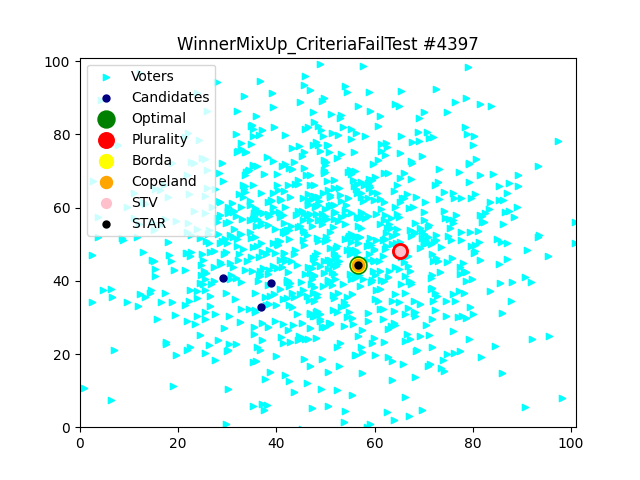 WinnerMixUp_CriteriaFailTest #4397
Voters
Candidates
Optimal
Plurality
Borda
Copeland
STV
STAR
100
80
60
40
20
0
0 20 40 60 80 100